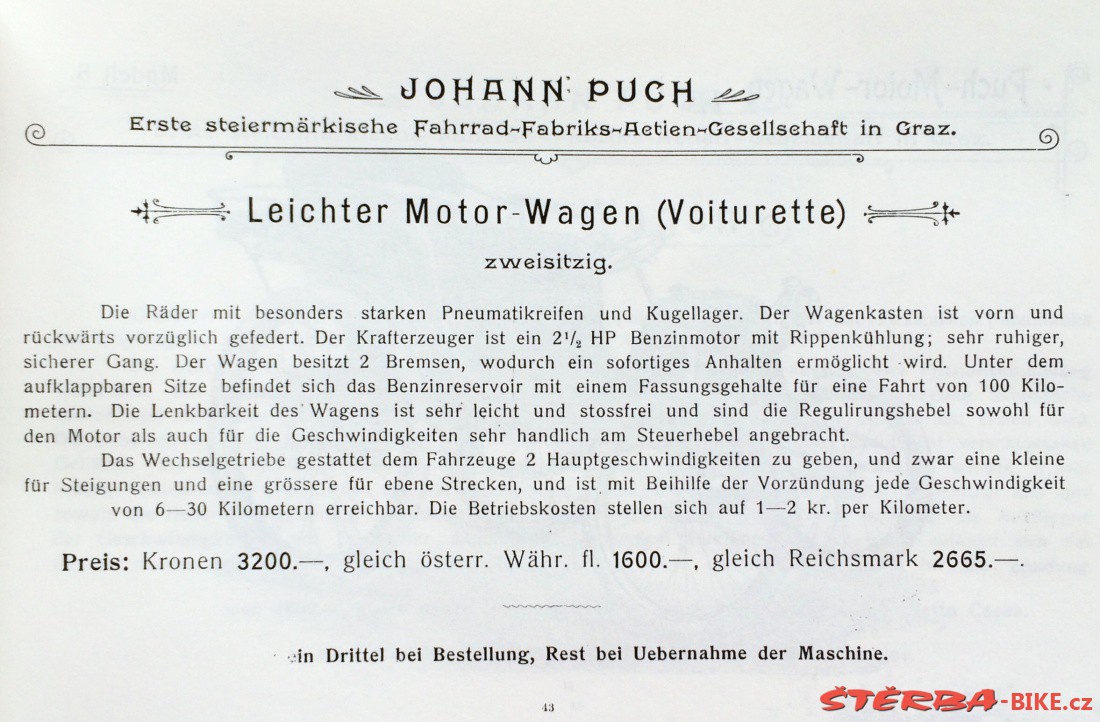 JOHANN PUCH
Erste steiermärkische Fahrrad-Fabriks-Actien-Gesellschaft in Graz.
Leichter Motor-Wagen (Voiturette)
zweisitzig.
Die Räder mit besonders starken Pneumatikreifen und Kugellager. Der Wagenkasten ist vorn und
rückwärts vorzüglich gefedert. Der Krafterzeuger ist ein 2 1/2 HP Benzinmotor mit Rippenkühlung; sehr ruhiger,
sicherer Gang. Der Wagen besitzt 2 Bremsen, wodurch ein sofortiges Anhalten ermöglicht wird. Unter dem
aufklappbaren Sitze befindet sich das Benzinreservoir mit einem Fassungsgehalte für eine Fahrt von 100 Kilo-
metern. Die Lenkbarkeit des Wagens ist sehr leicht und stossfrei und sind die Regulirungshebel sowohl für
den Motor als auch für die Geschwindigkeiten sehr handlich am Steuerhebel angebracht.
Das Wechselgetriebe gestattet dem Fahrzeuge 2 Hauptgeschwindigkeiten zu geben, und zwar eine kleine
für Steigungen und eine grössere für ebene Strecken, und ist mit Beihilfe der Vorzündung jede Geschwindigkeit
von 6—30 Kilometern erreichbar. Die Betriebskosten stellen sich auf 1—2 kr. per Kilometer.
Preis: Kronen 3200.—, gleich österr. Währ. fl. 1600.—, gleich Reichsmark 2665.—.
in Drittel bei Bestellung, Rest bei Uebernahme der Maschine.
43
ŠTĚRBA-BIKE.cz